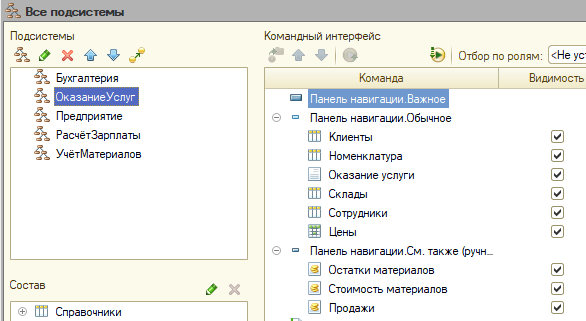 Все подсистемы
Подсистемы
Бухгалтерия
ОказаниеУслуг
Предприятие
РасчётЗарплаты
УчётМатериалов
Состав
Справочники
Командный интерфейс
Отбор по ролям: <Не уст
Команда Видимость
Панель навигации.Важное
Панель навигации.Обычное
Клиенты
Номенклатура
Оказание услуги
Склады
Сотрудники
Цены
Панель навигации.См. также (ручн...
Остатки материалов
Стоимость материалов
Продажи